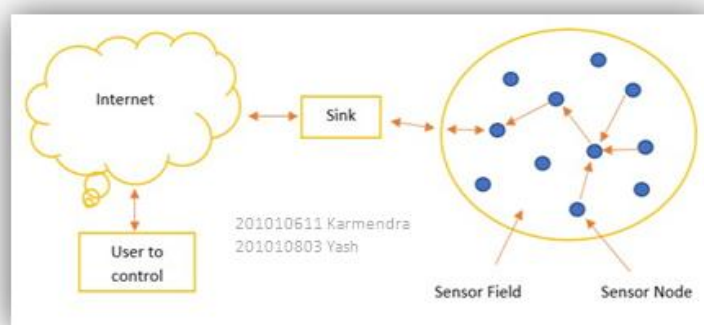 Internet
Sink
201010611 Karmendra
201010803 Yash
User to
control
Sensor Field
Sensor Node